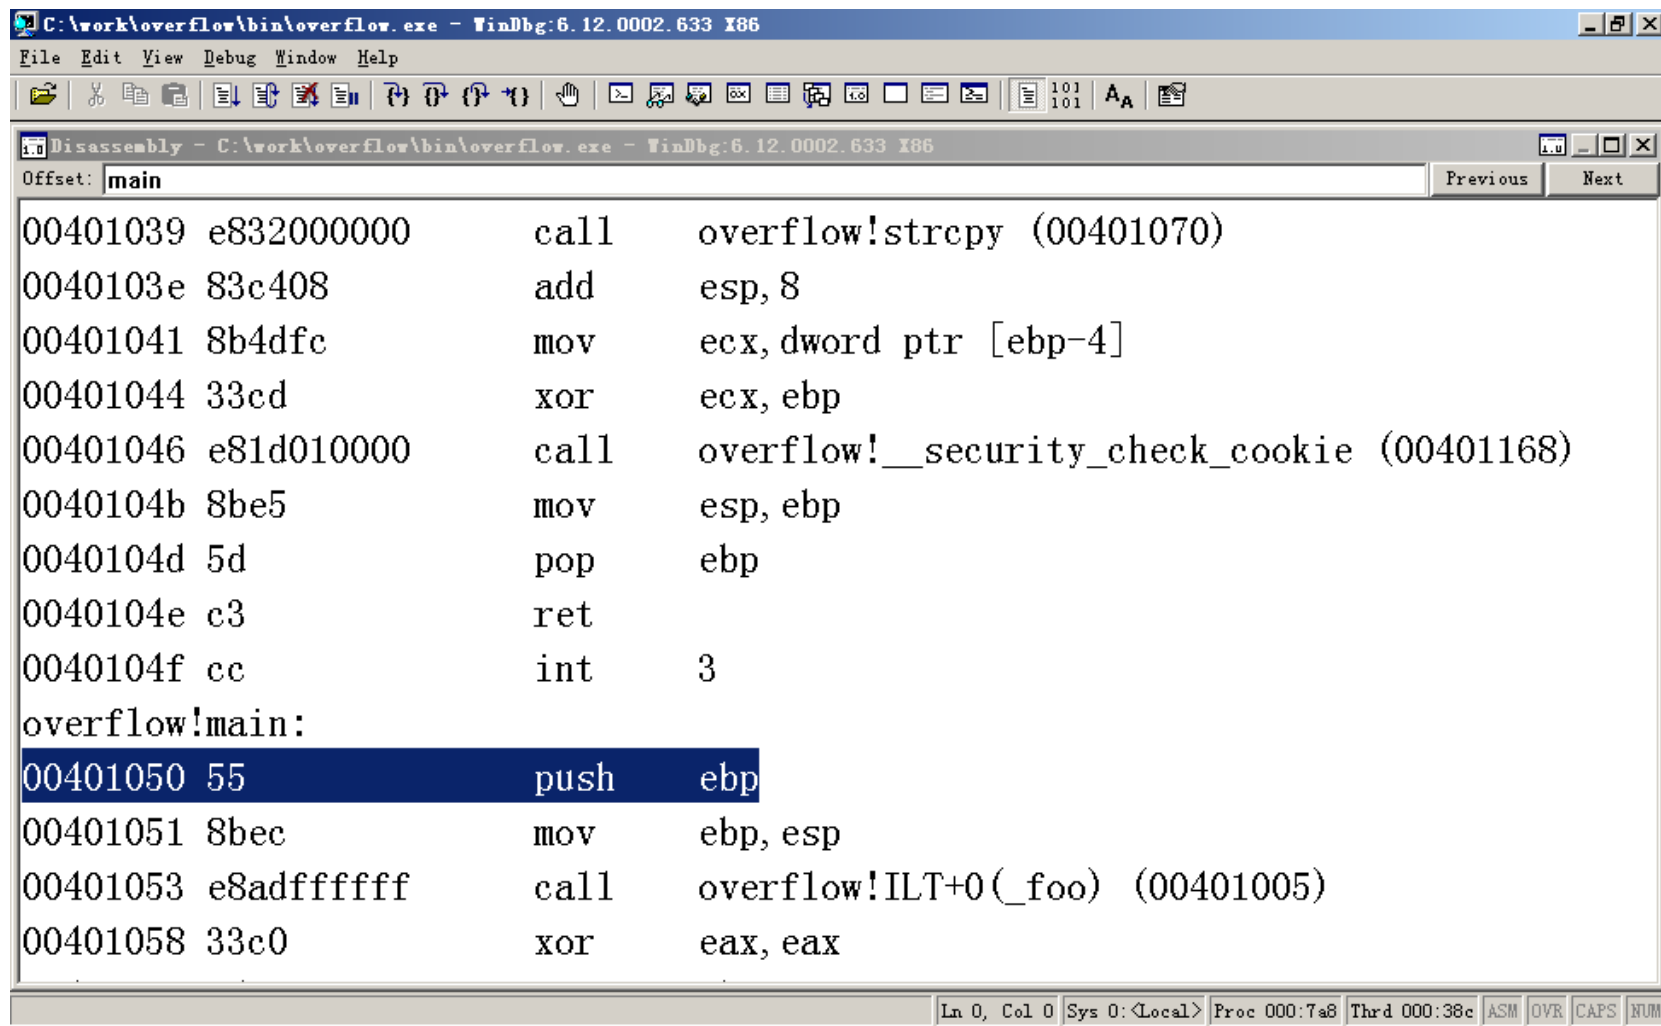 C:\work\overflow\bin\overflow.exe - WinDbg:6.12.0002.633 X86
File Edit View Debug Window Help
Disassembly - C:\work\overflow\bin\overflow.exe - WinDbg:6.12.0002.633 X86
Offset: main Previous Next
00401039 e832000000 call overflow!strcpy (00401070)
0040103e 83c408 add esp,8
00401041 8b4dfc mov ecx,dword ptr [ebp-4]
00401044 33cd xor ecx,ebp
00401046 e81d010000 call overflow!__security_check_cookie (00401168)
0040104b 8be5 mov esp,ebp
0040104d 5d pop ebp
0040104e c3 ret
0040104f cc int 3
overflow!main:
00401050 55 push ebp
00401051 8bec mov ebp,esp
00401053 e8adffffff call overflow!ILT+0(_foo) (00401005)
00401058 33c0 xor eax,eax
Ln 0, Col 0 Sys 0:<Local> Proc 000:7a8 Thrd 000:38c ASM OVR CAPS NUM